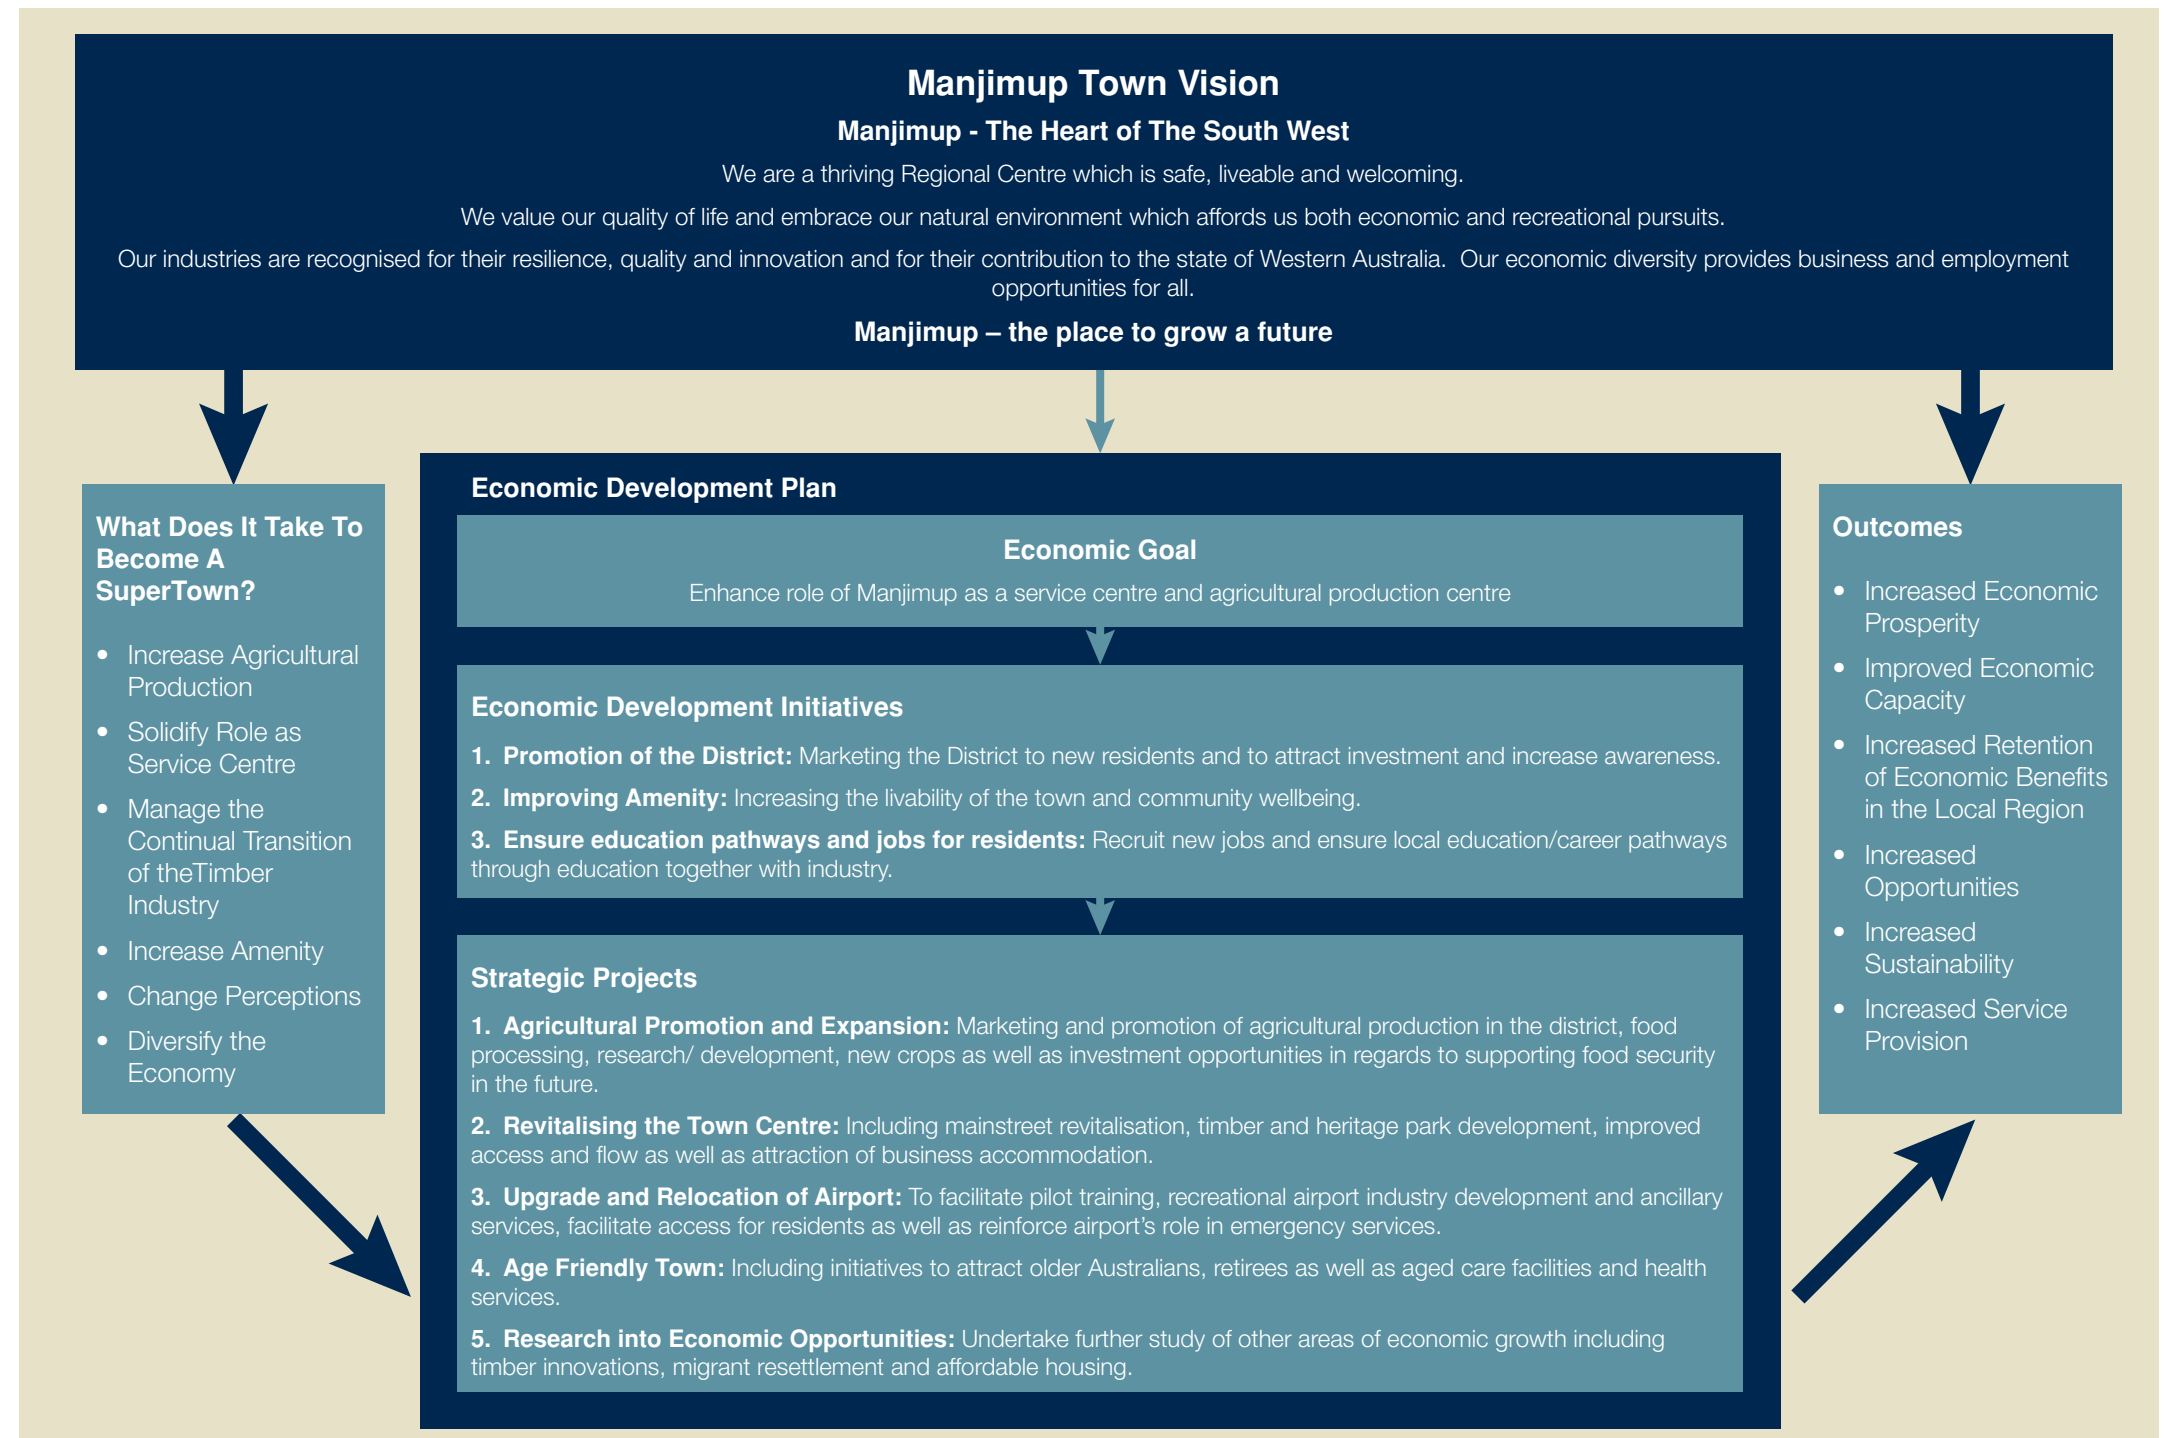 Manjimup Town Vision
Manjimup - The Heart of The South West
We are a thriving Regional Centre which is safe, liveable and welcoming.
We value our quality of life and embrace our natural environment which affords us both economic and recreational pursuits.
Our industries are recognised for their resilience, quality and innovation and for their contribution to the state of Western Australia.  Our economic diversity provides business and employment
opportunities for all.
Manjimup – the place to grow a future
What Does It Take To
Become A
SuperTown?
• Increase Agricultural
Production
• Solidify Role as
Service Centre
• Manage the
Continual Transition
of theTimber
Industry
• Increase Amenity
• Change Perceptions
• Diversify the
Economy
Economic Development Plan
Economic Goal
Enhance role of Manjimup as a service centre and agricultural production centre
Economic Development Initiatives
1. Promotion of the District: Marketing the District to new residents and to attract investment and increase awareness.
2. Improving Amenity: Increasing the livability of the town and community wellbeing.
3. Ensure education pathways and jobs for residents: Recruit new jobs and ensure local education/career pathways
through education together with industry.
Strategic Projects
1. Agricultural Promotion and Expansion: Marketing and promotion of agricultural production in the district, food
processing, research/ development, new crops as well as investment opportunities in regards to supporting food security
in the future.
2. Revitalising the Town Centre: Including mainstreet revitalisation, timber and heritage park development, improved
access and flow as well as attraction of business accommodation.
3. Upgrade and Relocation of Airport: To facilitate pilot training, recreational airport industry development and ancillary
services, facilitate access for residents as well as reinforce airport’s role in emergency services.
4. Age Friendly Town: Including initiatives to attract older Australians, retirees as well as aged care facilities and health
services.
5. Research into Economic Opportunities: Undertake further study of other areas of economic growth including
timber innovations, migrant resettlement and affordable housing.
Outcomes
• Increased Economic
Prosperity
• Improved Economic
Capacity
• Increased Retention
of Economic Benefits
in the Local Region
• Increased
Opportunities
• Increased
Sustainability
• Increased Service
Provision